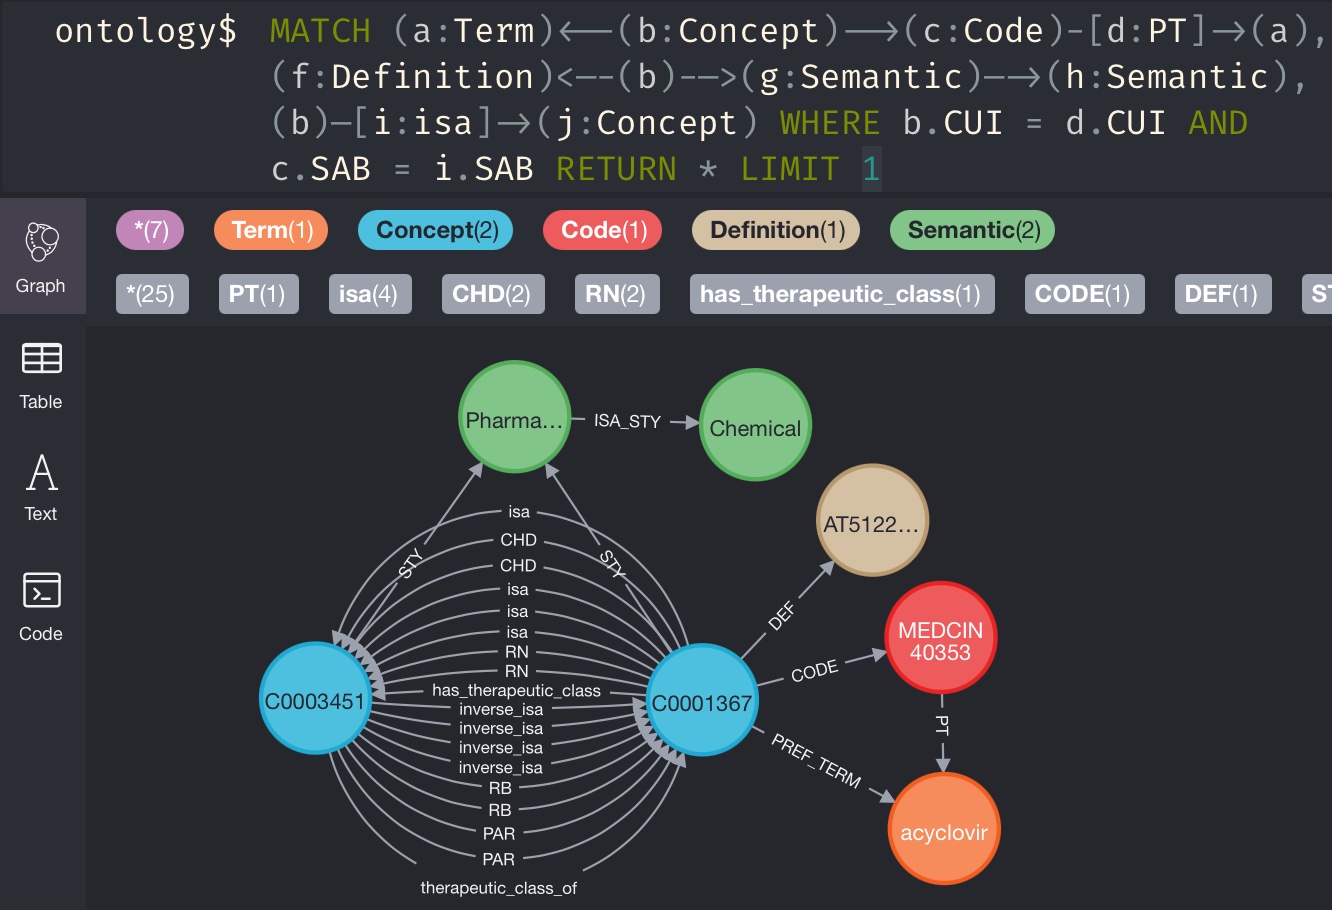 ontology$ MATCH (a:Term)<——(b:Concept)——>(c:Code)-[d:PT]—>(a),
(f:Definition)<--(b)-->(g:Semantic)——>(h:Semantic),
(b)—[i:isa]—>(j:Concept) WHERE b.CUI = d.CUI AND
c.SAB = i.SAB RETURN * LIMIT 1
*(7) Term(1) Concept(2) Code(1) Definition(1) Semantic(2)
Graph
*(25) PT(1) isa(4) CHD(2) RN(2) has_therapeutic_class(1) CODE(1) DEF(1) ST
Table
Text
Code
Pharma…
ISA_STY
Chemical
AT5122…
STY
STY
isa
CHD
CHD
isa
isa
isa
RN
RN
has_therapeutic_class
inverse_isa
inverse_isa
inverse_isa
inverse_isa
RB
RB
PAR
PAR
therapeutic_class_of
C0003451
C0001367
DEF
CODE
MEDCIN
40353
PT
PREF_TERM
acyclovir